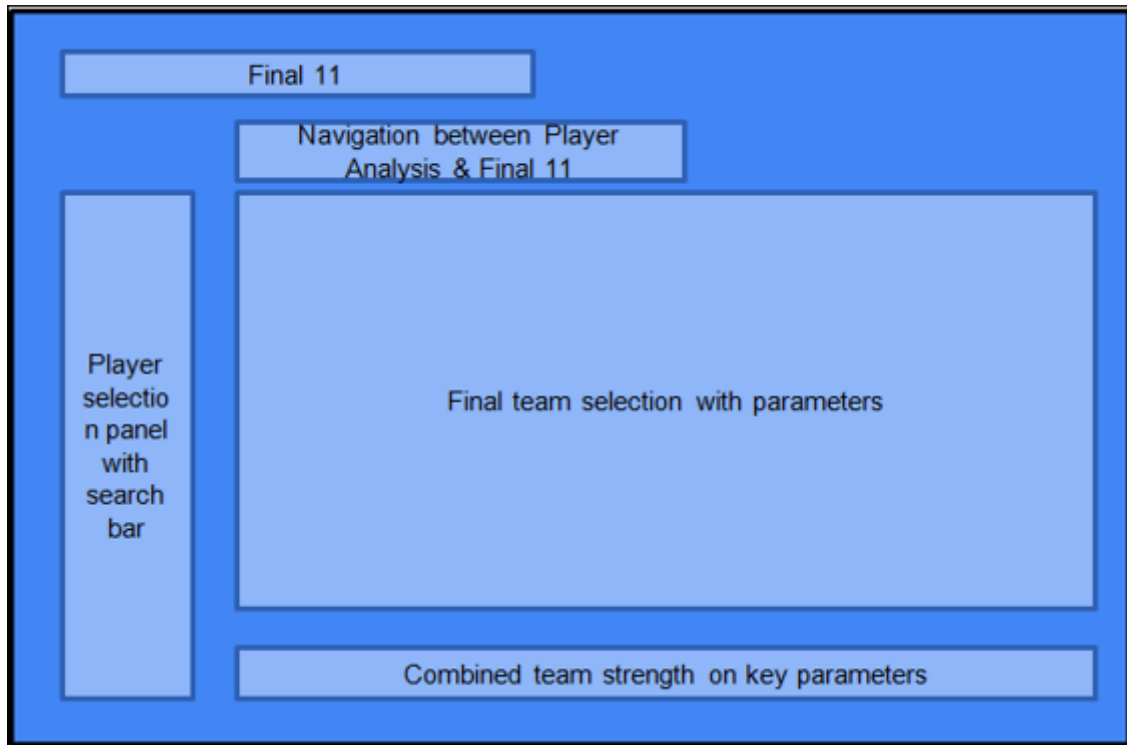 Final 11
Navigation between Player
Analysis & Final 11
Player
selectio
n panel
with
search
bar
Final team selection with parameters
Combined team strength on key parameters